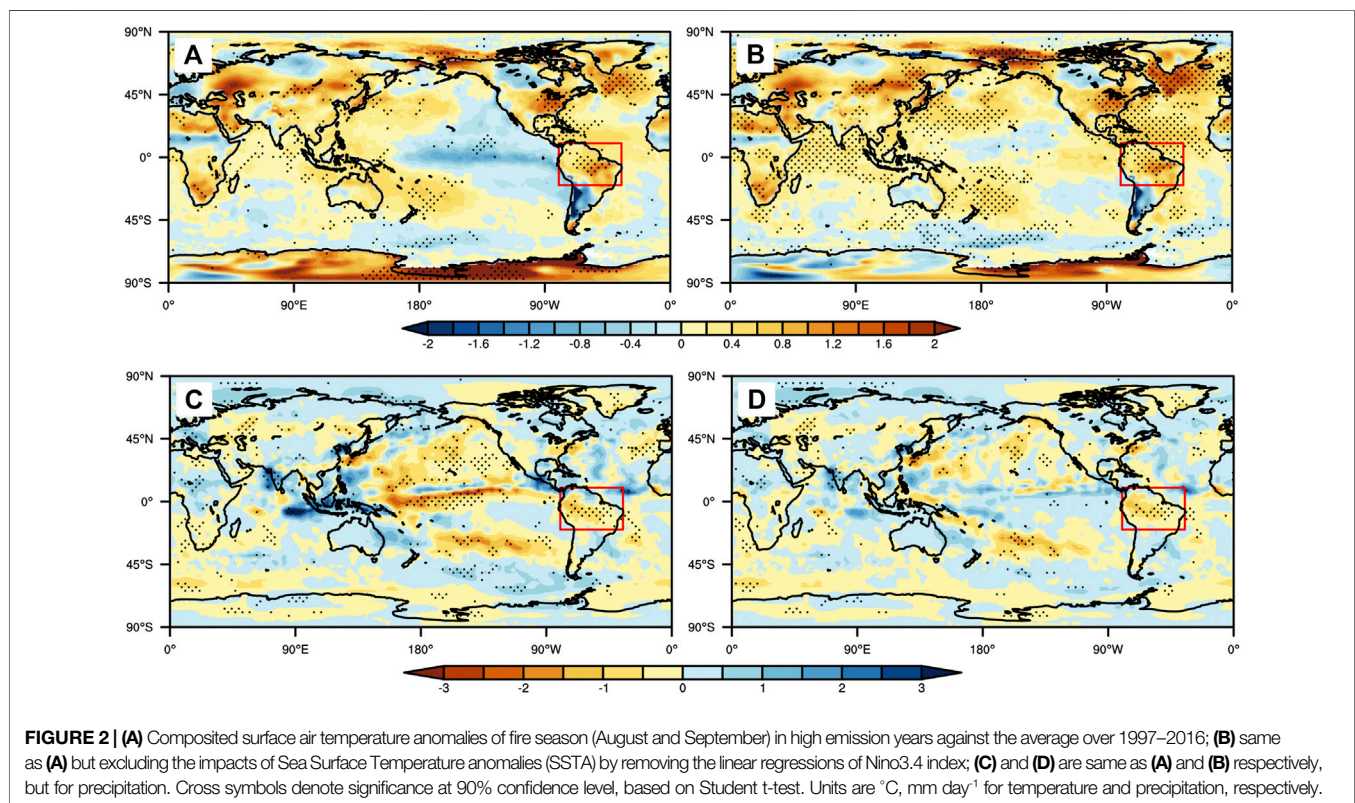 90°N
A
45°N
0°
45°S
90°S
0° 90°E 180° 90°W 0°
90°N
B
45°N
0°
45°S
90°S
0° 90°E 180° 90°W 0°
-2 -1.6 -1.2 -0.8 -0.4 0 0.4 0.8 1.2 1.6 2
90°N
C
45°N
0°
45°S
90°S
0° 90°E 180° 90°W 0°
90°N
D
45°N
0°
45°S
90°S
0° 90°E 180° 90°W 0°
-3 -2 -1 0 1 2 3
FIGURE 2 | (A) Composited surface air temperature anomalies of fire season (August and September) in high emission years against the average over 1997–2016; (B) same
as (A) but excluding the impacts of Sea Surface Temperature anomalies (SSTA) by removing the linear regressions of Nino3.4 index; (C) and (D) are same as (A) and (B) respectively,
but for precipitation. Cross symbols denote significance at 90% confidence level, based on Student t-test. Units are °C, mm day⁻¹ for temperature and precipitation, respectively.